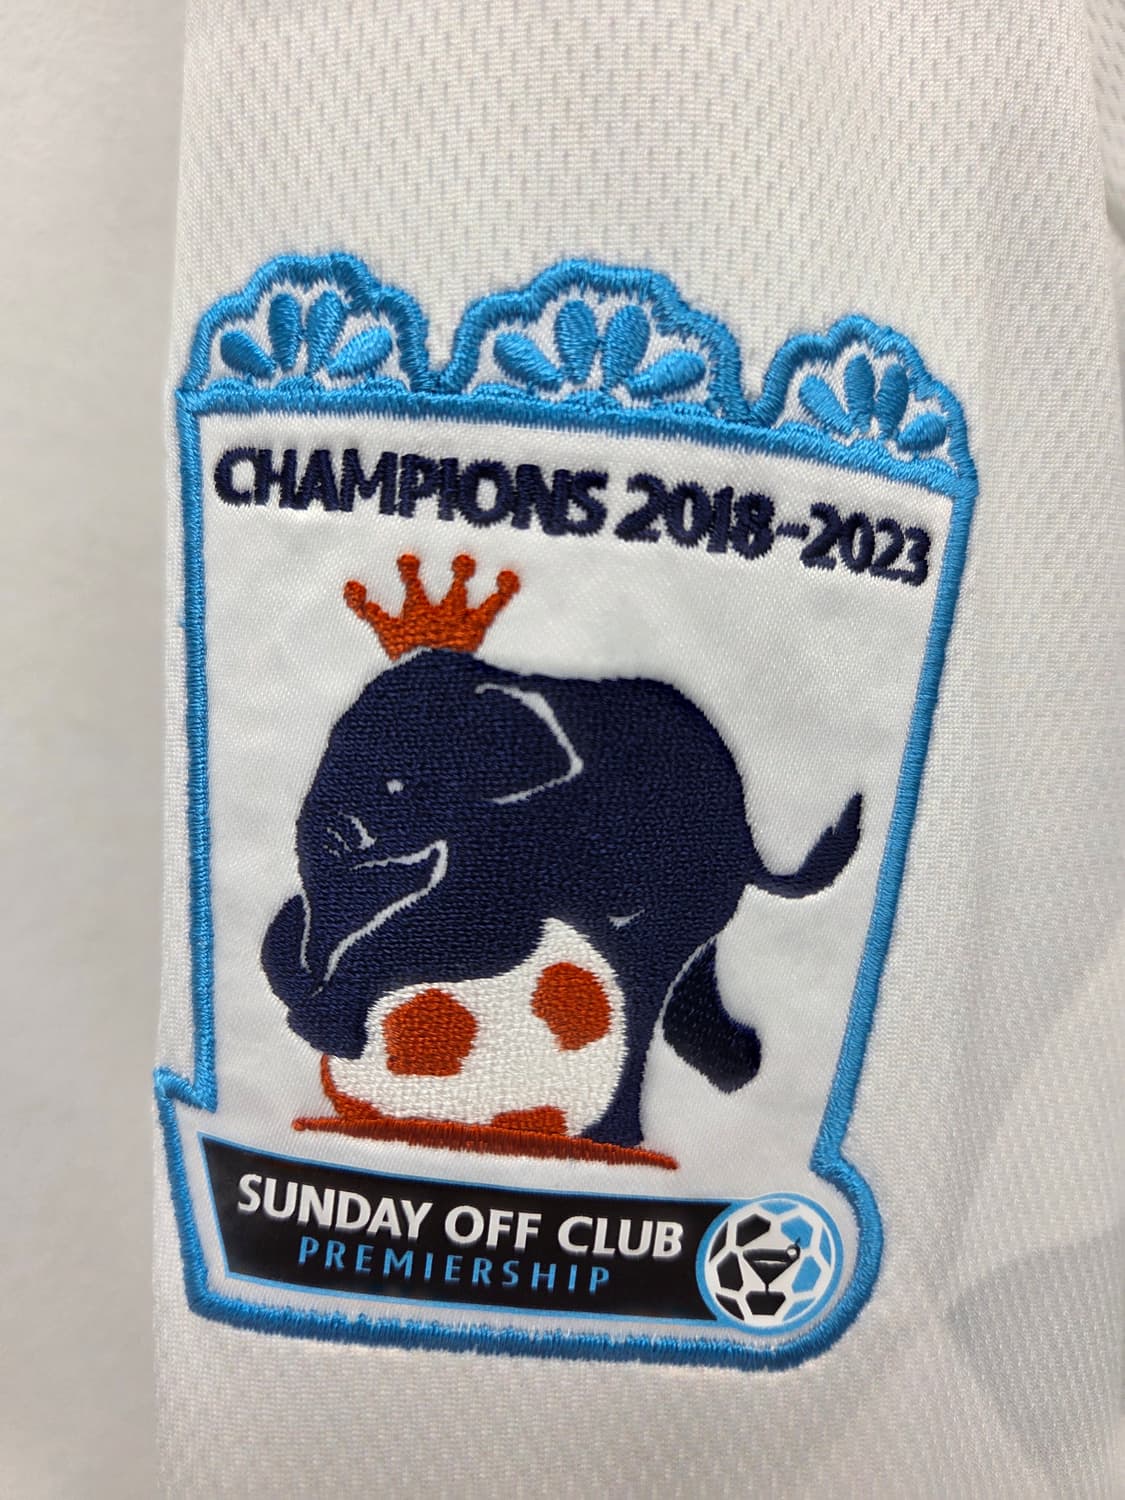 CHAMPIONS 2018-2023
SUNDAY OFF CLUB
PREMIERSHIP